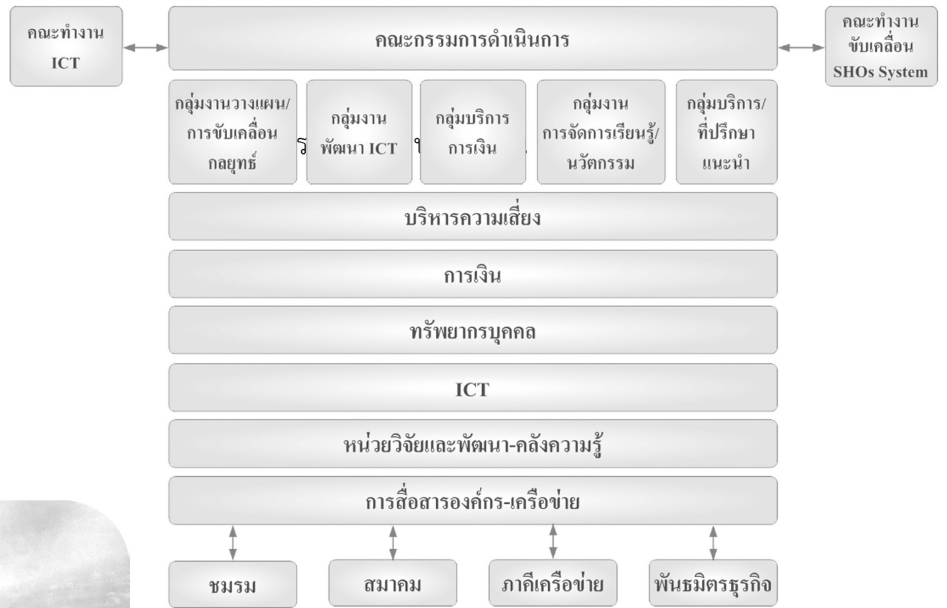 คณะทำงาน
ICT
คณะกรรมการดำเนินการ
คณะทำงาน
ขับเคลื่อน
SHOs System
กลุ่มงานวางแผน/
การขับเคลื่อน
กลยุทธ์
กลุ่มงาน
พัฒนา ICT
กลุ่มบริการ
การเงิน
กลุ่มงาน
การจัดการเรียนรู้/
นวัตกรรม
กลุ่มบริการ/
ที่ปรึกษา
แนะนำ
บริหารความเสี่ยง
การเงิน
ทรัพยากรบุคคล
ICT
หน่วยวิจัยและพัฒนา-คลังความรู้
การสื่อสารองค์กร-เครือข่าย
ชมรม
สมาคม
ภาคีเครือข่าย
พันธมิตรธุรกิจ